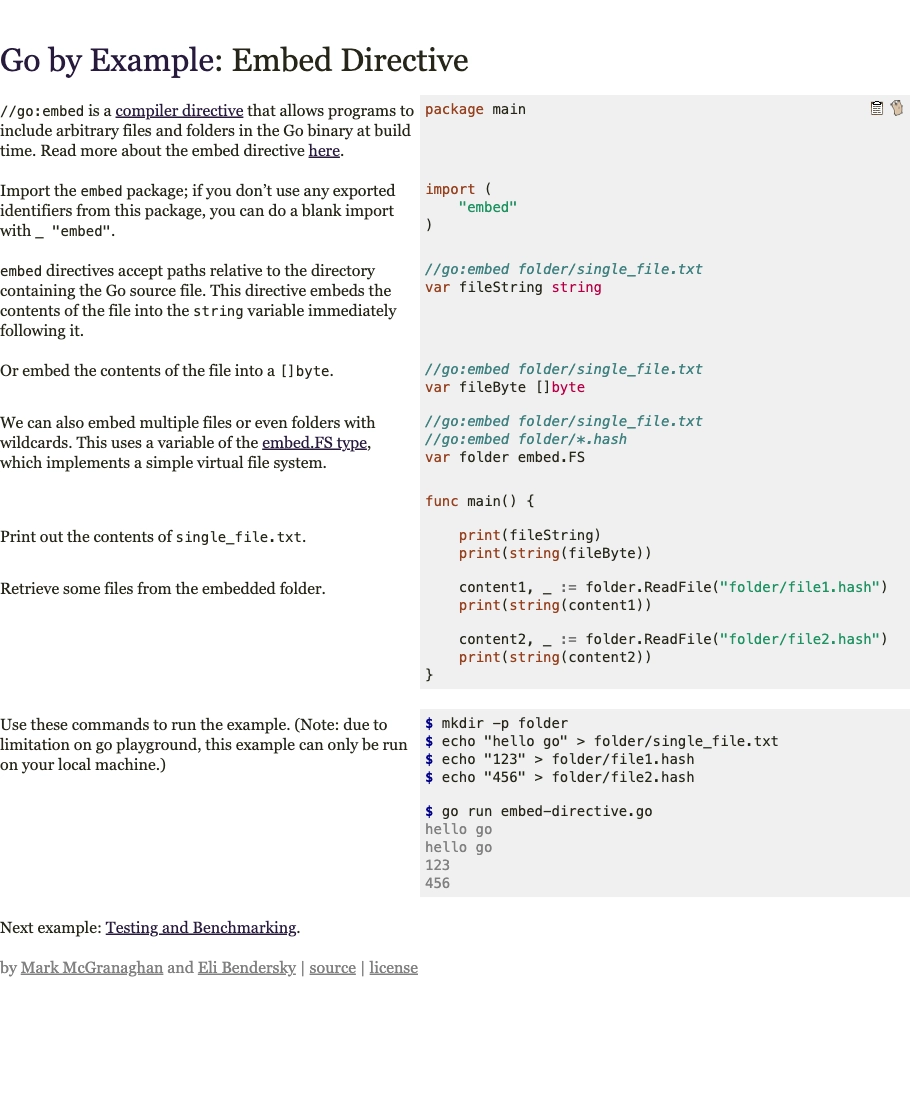 Go by Example: Embed Directive
//go:embed is a compiler directive that allows programs to
include arbitrary files and folders in the Go binary at build
time. Read more about the embed directive here.
package main
Import the embed package; if you don’t use any exported
identifiers from this package, you can do a blank import
with _ "embed".
import (
    "embed"
)
embed directives accept paths relative to the directory
containing the Go source file. This directive embeds the
contents of the file into the string variable immediately
following it.
//go:embed folder/single_file.txt
var fileString string
Or embed the contents of the file into a []byte.
//go:embed folder/single_file.txt
var fileByte []byte
We can also embed multiple files or even folders with
wildcards. This uses a variable of the embed.FS type,
which implements a simple virtual file system.
//go:embed folder/single_file.txt
//go:embed folder/*.hash
var folder embed.FS
func main() {
Print out the contents of single_file.txt.
    print(fileString)
    print(string(fileByte))
Retrieve some files from the embedded folder.
    content1, _ := folder.ReadFile("folder/file1.hash")
    print(string(content1))
    content2, _ := folder.ReadFile("folder/file2.hash")
    print(string(content2))
}
Use these commands to run the example. (Note: due to
limitation on go playground, this example can only be run
on your local machine.)
$ mkdir -p folder
$ echo "hello go" > folder/single_file.txt
$ echo "123" > folder/file1.hash
$ echo "456" > folder/file2.hash
$ go run embed-directive.go
hello go
hello go
123
456
Next example: Testing and Benchmarking.
by Mark McGranaghan and Eli Bendersky | source | license